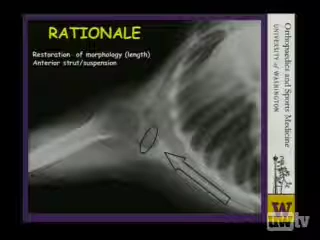 RATIONALE
Restoration of morphology (length)
Anterior strut/suspension
Orthopaedics and Sports Medicine
UNIVERSITY of WASHINGTON
W
uwtv